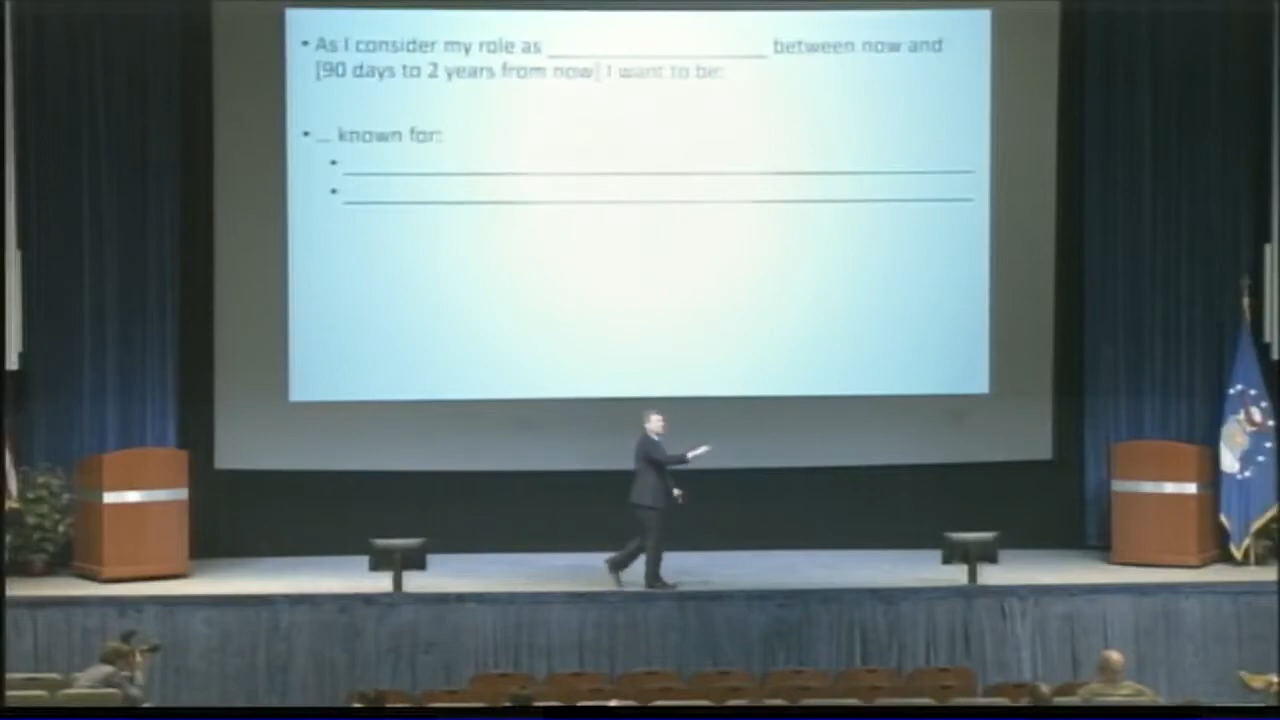 • As I consider my role as ____________________ between now and
[90 days to 2 years from now] I want to be:
• ... known for: